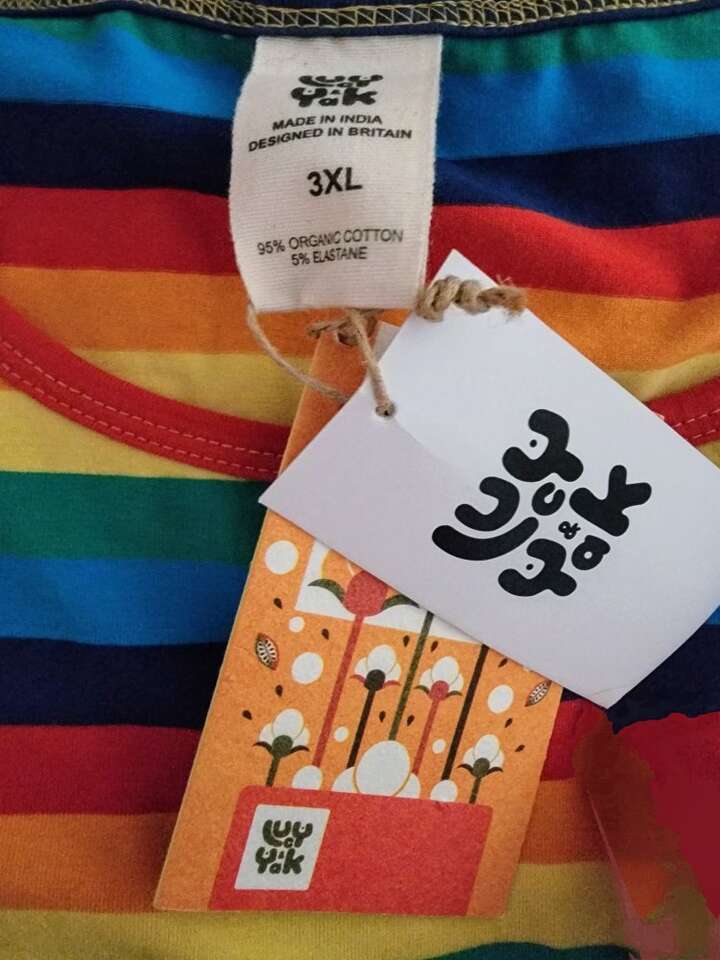 Lucy
& Yak
MADE IN INDIA
DESIGNED IN BRITAIN
3XL
95% ORGANIC COTTON
5% ELASTANE
Lucy
&
Yak
Lucy
&
Yak